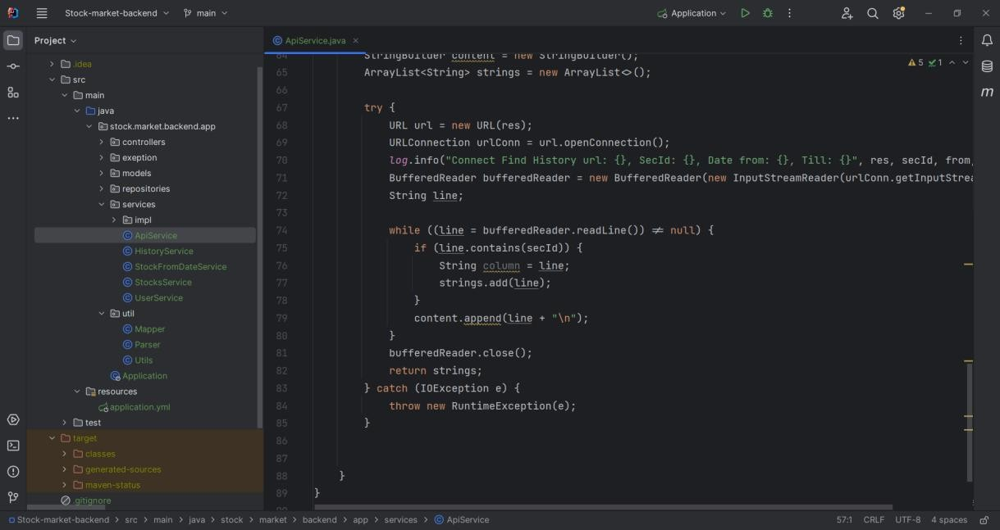 Stock-market-backend main Application
Project
ApiService.java
.idea
src
main
java
stock.market.backend.app
controllers
exeption
models
repositories
services
impl
ApiService
HistoryService
StockFromDateService
StocksService
UserService
util
Mapper
Parser
Utils
Application
resources
application.yml
test
target
classes
generated-sources
maven-status
.gitignore
5 1
64 StringBuilder content = new StringBuilder();
65 ArrayList<String> strings = new ArrayList<>();
66
67 try {
68 URL url = new URL(res);
69 URLConnection urlConn = url.openConnection();
70 log.info("Connect Find History url: {}, SecId: {}, Date from: {}, Till: {}", res, secId, from,
71 BufferedReader bufferedReader = new BufferedReader(new InputStreamReader(urlConn.getInputStrea
72 String line;
73
74 while ((line = bufferedReader.readLine()) != null) {
75 if (line.contains(secId)) {
76 String column = line;
77 strings.add(line);
78 }
79 content.append(line + "\n");
80 }
81 bufferedReader.close();
82 return strings;
83 } catch (IOException e) {
84 throw new RuntimeException(e);
85 }
86
87
88 }
89 }
90
m
Stock-market-backend > src > main > java > stock > market > backend > app > services > ApiService
57:1 CRLF UTF-8 4 spaces